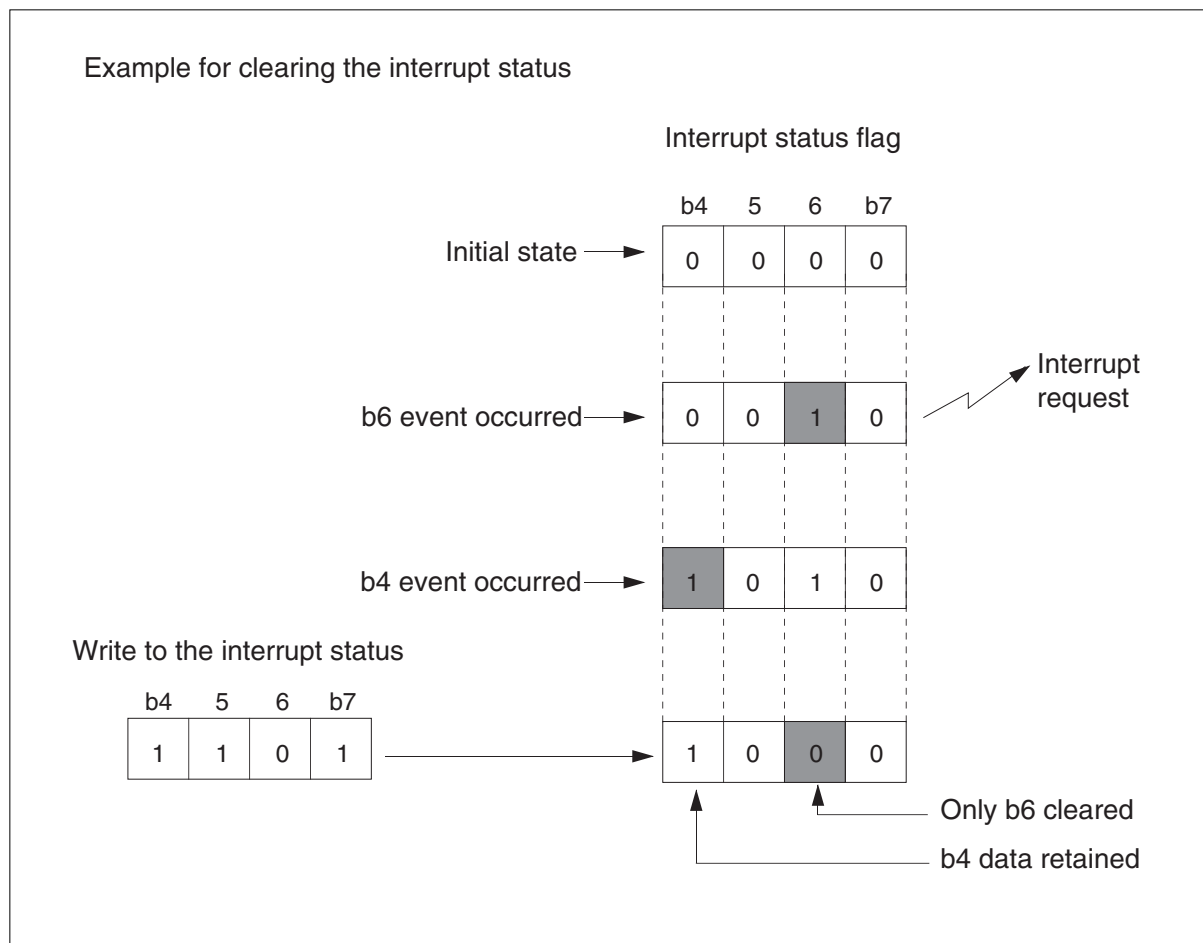 Example for clearing the interrupt status
Interrupt status flag
b4 5 6 b7
Initial state
0 0 0 0
b6 event occurred
0 0 1 0
Interrupt
request
b4 event occurred
1 0 1 0
Write to the interrupt status
b4 5 6 b7
1 1 0 1
1 0 0 0
Only b6 cleared
b4 data retained